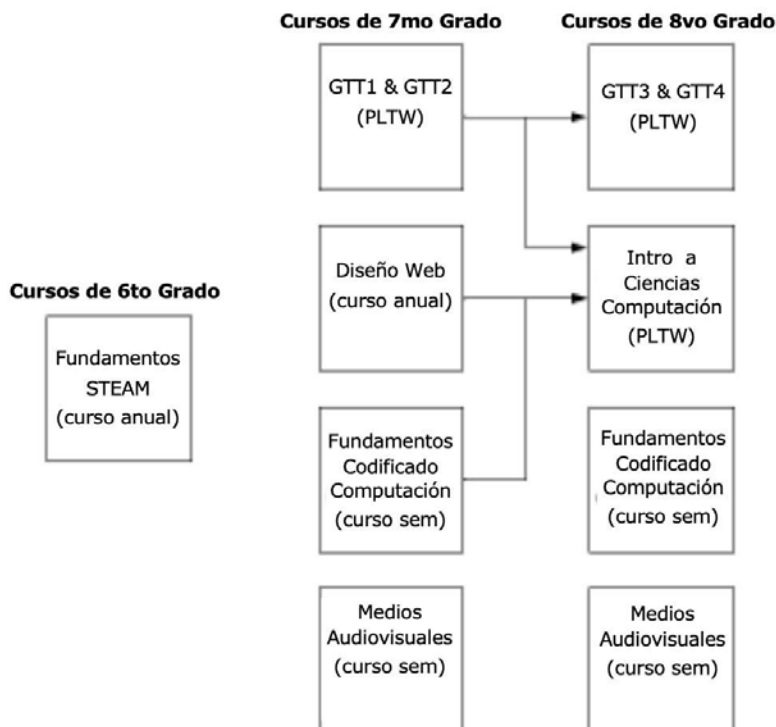 Cursos de 6to Grado
Fundamentos
STEAM
(curso anual)
Cursos de 7mo Grado
GTT1 & GTT2
(PLTW)
Diseño Web
(curso anual)
Fundamentos
Codificado
Computación
(curso sem)
Medios
Audiovisuales
(curso sem)
Cursos de 8vo Grado
GTT3 & GTT4
(PLTW)
Intro a
Ciencias
Computación
(PLTW)
Fundamentos
Codificado
Computación
(curso sem)
Medios
Audiovisuales
(curso sem)